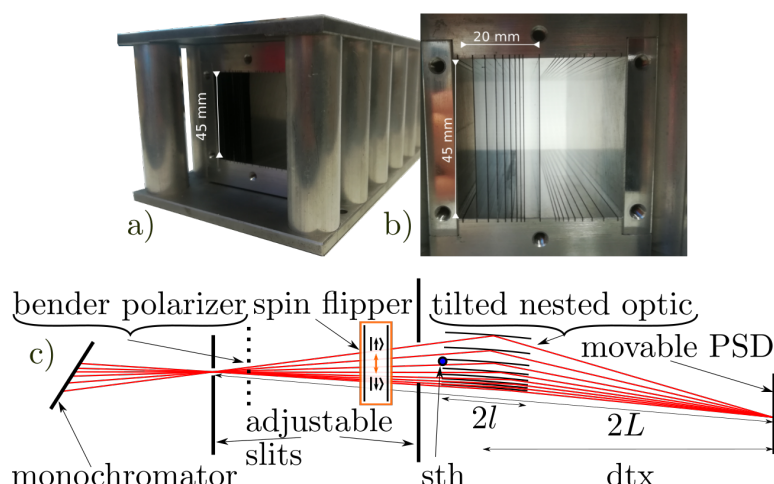 20 mm
45 mm
45 mm
a)
b)
bender polarizer
spin flipper
tilted nested optic
c)
movable PSD
|↑⟩
|↓⟩
2l
2L
adjustable
slits
monochromator
sth
dtx